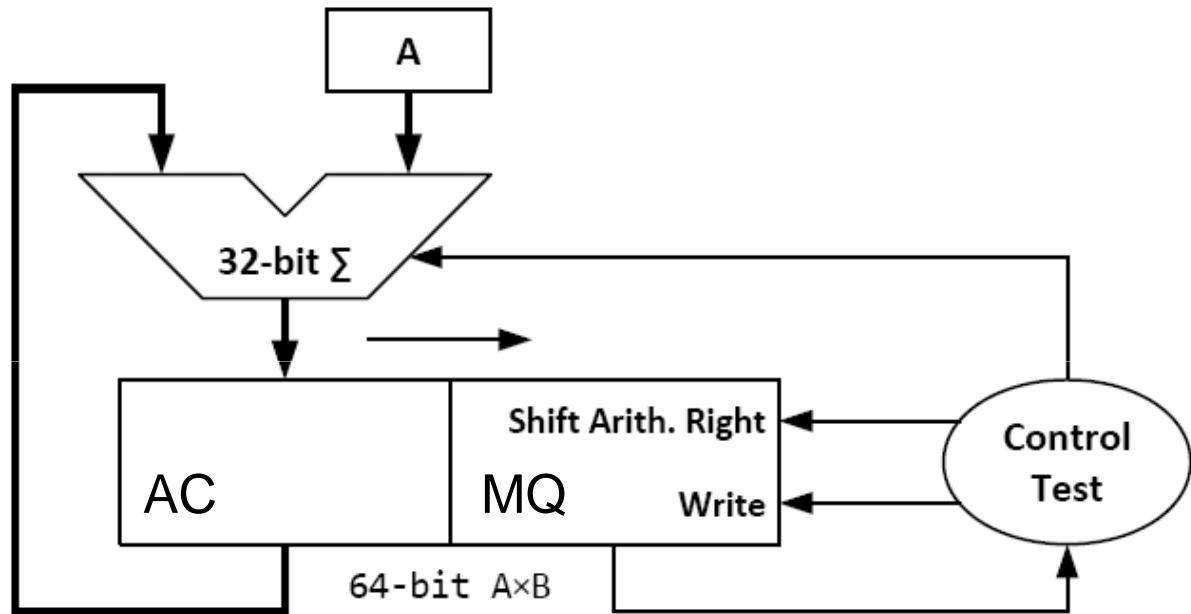 A
32-bit ∑
Shift Arith. Right
AC
MQ
Write
Control
Test
64-bit A×B